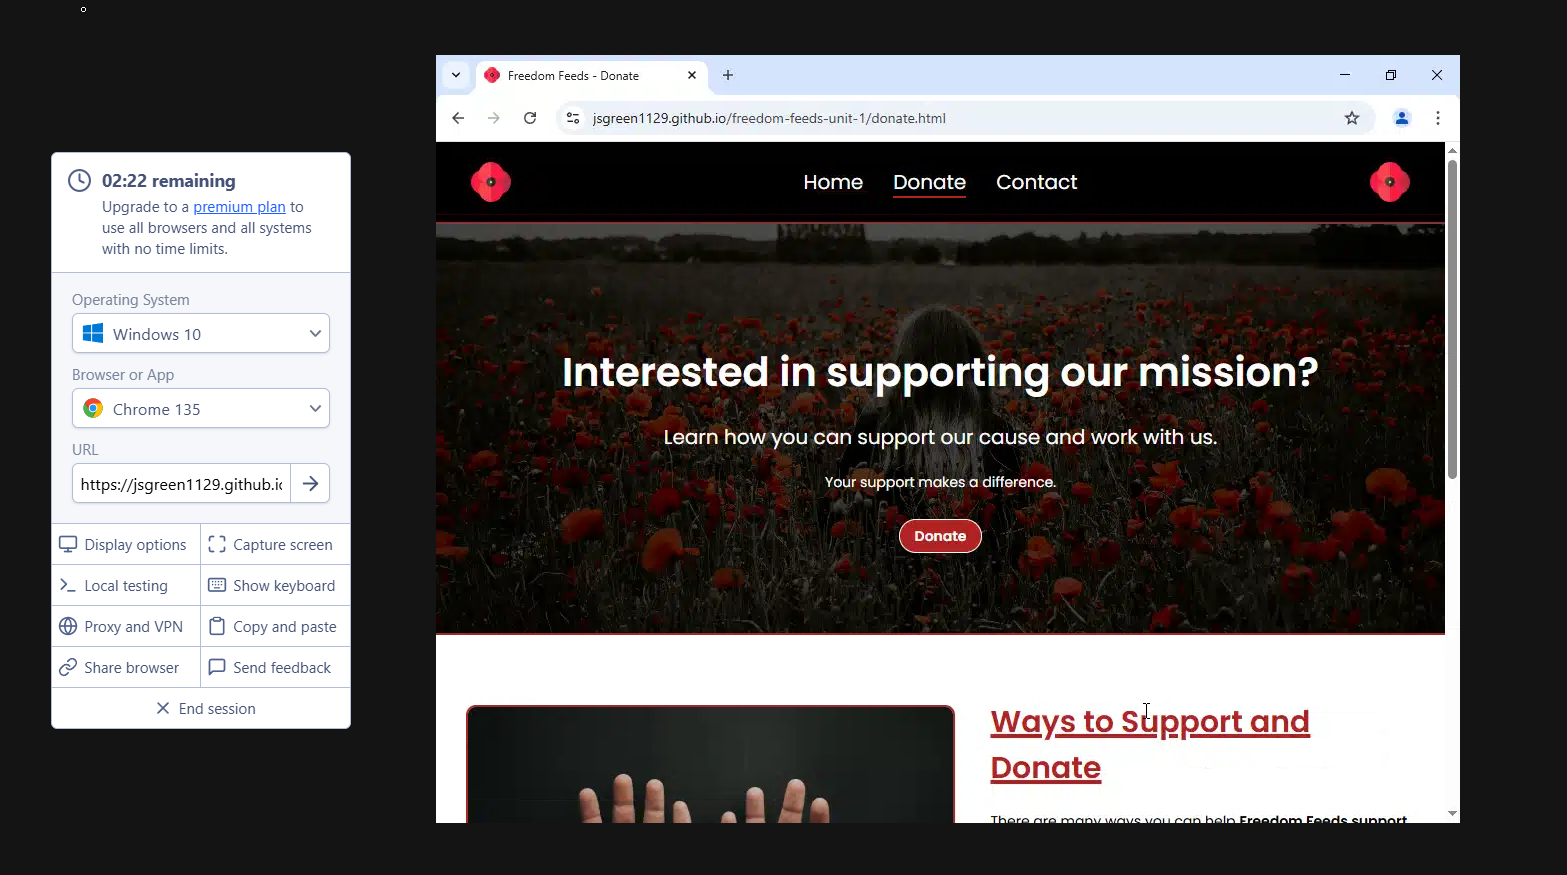 02:22 remaining
Upgrade to a premium plan to
use all browsers and all systems
with no time limits.
Operating System
Windows 10
Browser or App
Chrome 135
URL
https://jsgreen1129.github.io
Display options
Capture screen
Local testing
Show keyboard
Proxy and VPN
Copy and paste
Share browser
Send feedback
End session
Freedom Feeds - Donate
jsgreen1129.github.io/freedom-feeds-unit-1/donate.html
Home Donate Contact
Interested in supporting our mission?
Learn how you can support our cause and work with us.
Your support makes a difference.
Donate
Ways to Support and
Donate
There are many ways you can help Freedom Feeds support